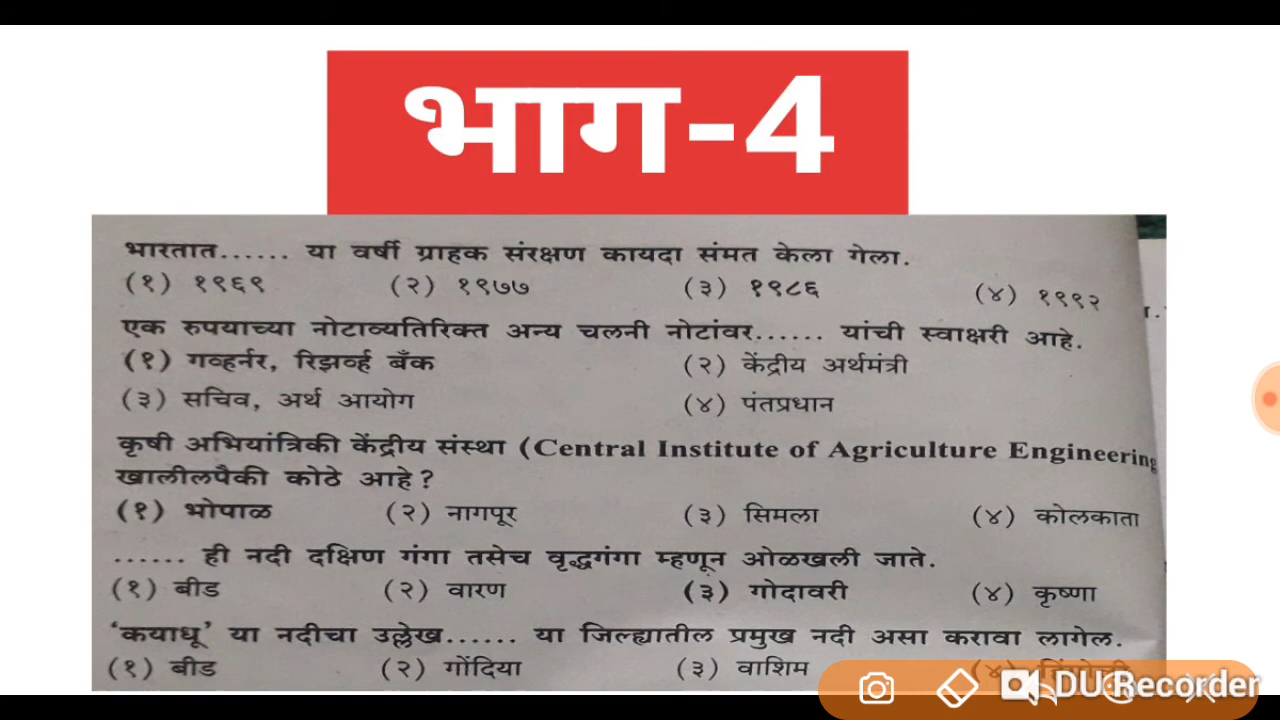 भाग-4
भारतात...... या वर्षी ग्राहक संरक्षण कायदा संमत केला गेला.
(१) १९६९ (२) १९७७ (३) १९८६ (४) १९९२
एक रुपयाच्या नोटाव्यतिरिक्त अन्य चलनी नोटांवर...... यांची स्वाक्षरी आहे.
(१) गव्हर्नर, रिझर्व्ह बँक (२) केंद्रीय अर्थमंत्री
(३) सचिव, अर्थ आयोग (४) पंतप्रधान
कृषी अभियांत्रिकी केंद्रीय संस्था (Central Institute of Agriculture Engineering
खालीलपैकी कोठे आहे?
(१) भोपाळ (२) नागपूर (३) सिमला (४) कोलकाता
...... ही नदी दक्षिण गंगा तसेच वृद्धगंगा म्हणून ओळखली जाते.
(१) बीड (२) वारण (३) गोदावरी (४) कृष्णा
'कयाधू' या नदीचा उल्लेख...... या जिल्ह्यातील प्रमुख नदी असा करावा लागेल.
(१) बीड (२) गोंदिया (३) वाशिम (४)
DU Recorder